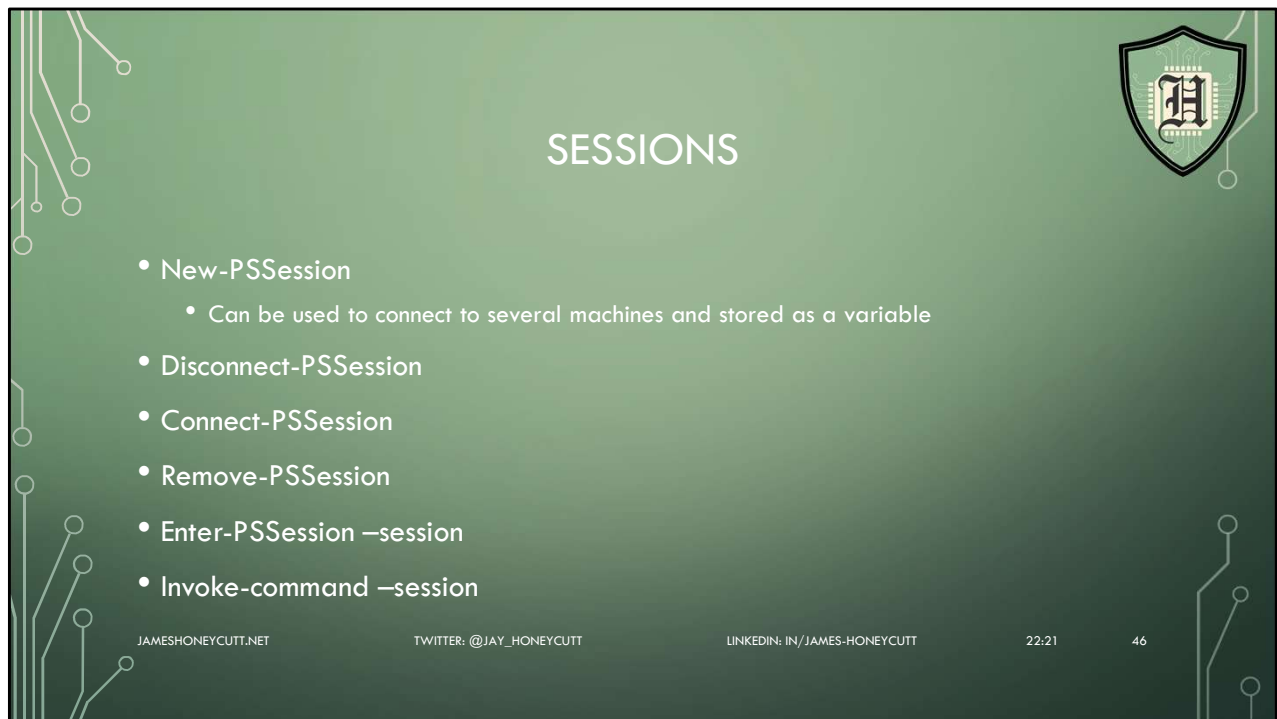 SESSIONS
H
• New-PSSession
• Can be used to connect to several machines and stored as a variable
• Disconnect-PSSession
• Connect-PSSession
• Remove-PSSession
• Enter-PSSession –session
• Invoke-command –session
JAMESHONEYCUTT.NET TWITTER: @JAY_HONEYCUTT LINKEDIN: IN/JAMES-HONEYCUTT 22:21 46